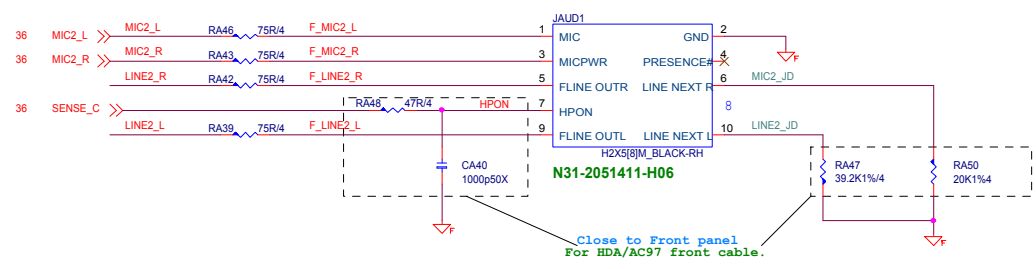 JAUD1
36 MIC2_L MIC2_L RA46 75R/4 F_MIC2_L 1 MIC GND 2 F
36 MIC2_R MIC2_R RA43 75R/4 F_MIC2_R 3 MICPWR PRESENCE# 4
LINE2_R RA42 75R/4 F_LINE2_R 5 FLINE OUTR LINE NEXT R 6 MIC2_JD
36 SENSE_C RA48 47R/4 HPON 7 HPON 8
LINE2_L RA39 75R/4 F_LINE2_L 9 FLINE OUTL LINE NEXT L 10 LINE2_JD
H2X5[8]M_BLACK-RH
CA40
1000p50X
N31-2051411-H06
RA47
39.2K1%/4
RA50
20K1%4
F
F
Close to Front panel
For HDA/AC97 front cable.